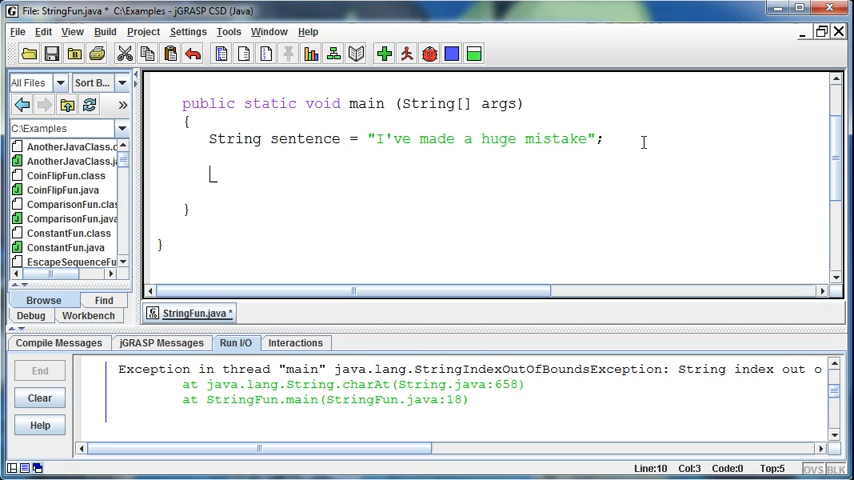 File: StringFun.java * C:\Examples - jGRASP CSD (Java)
File Edit View Build Project Settings Tools Window Help
All Files Sort B...
C:\Examples
AnotherJavaClass.c
AnotherJavaClass.ja
CoinFlipFun.class
CoinFlipFun.java
ComparisonFun.clas
ComparisonFun.java
ConstantFun.class
ConstantFun.java
EscapeSequenceFu
Browse Find
Debug Workbench
public static void main (String[] args)
{
String sentence = "I've made a huge mistake";
}
}
StringFun.java *
Compile Messages jGRASP Messages Run I/O Interactions
End
Clear
Help
Exception in thread "main" java.lang.StringIndexOutOfBoundsException: String index out o
at java.lang.String.charAt(String.java:658)
at StringFun.main(StringFun.java:18)
Line:10 Col:3 Code:0 Top:5 OVS BLK